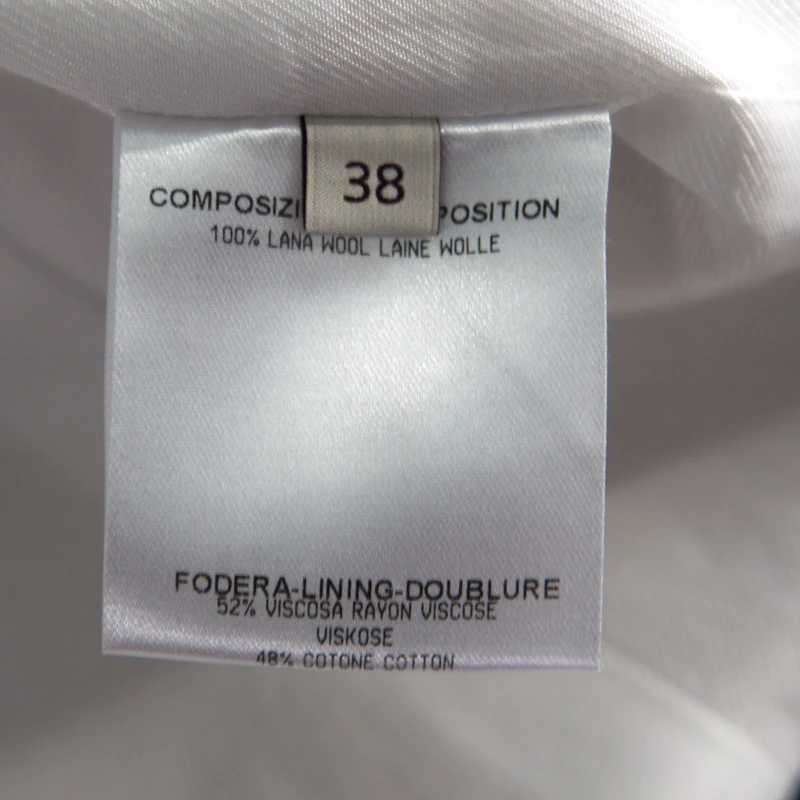 38
COMPOSIZI POSITION
100% LANA WOOL LAINE WOLLE
FODERA-LINING-DOUBLURE
52% VISCOSA RAYON VISCOSE
VISKOSE
48% COTONE COTTON